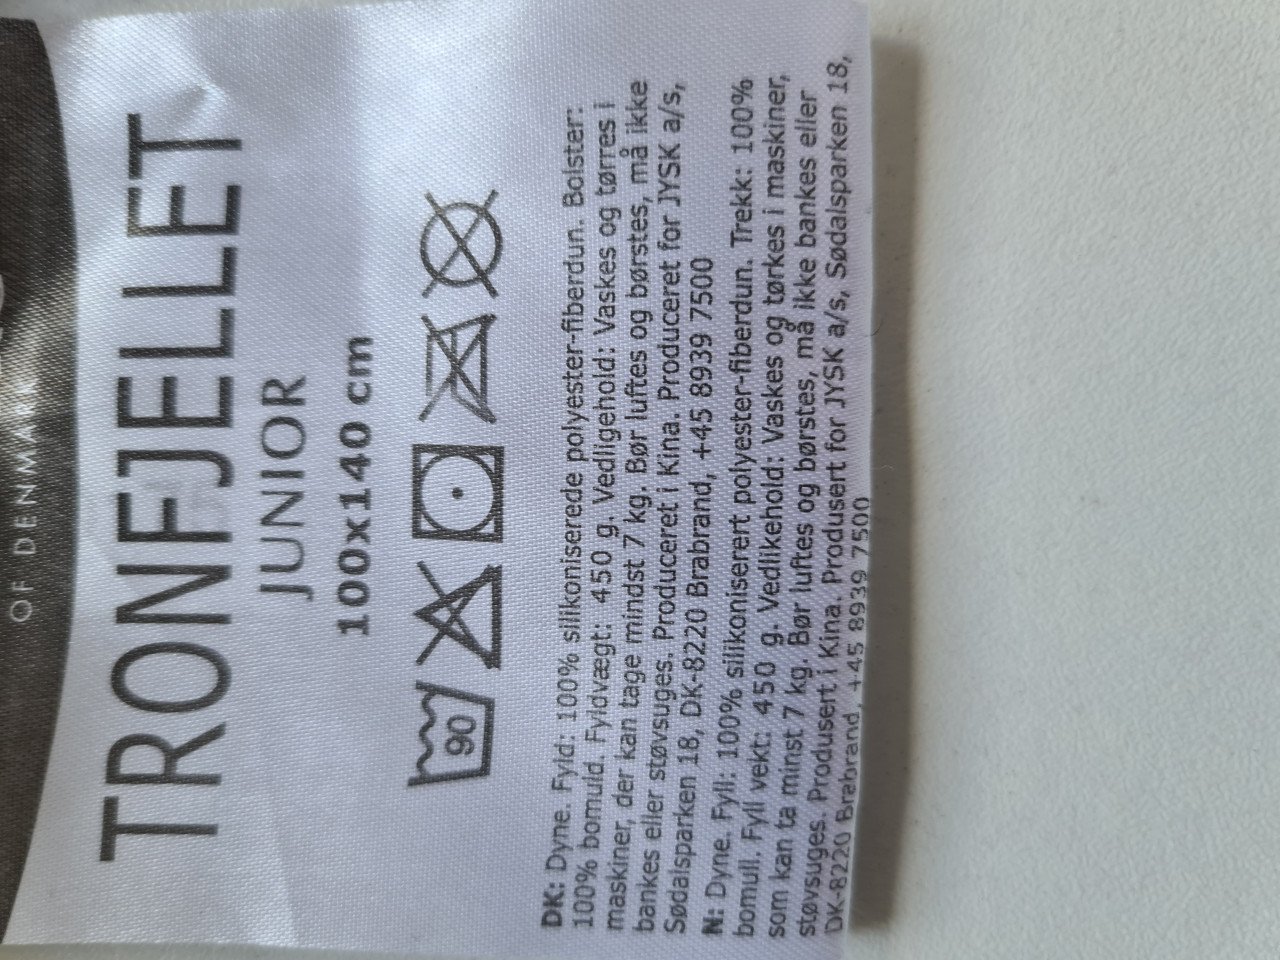 OF DENMARK
TRONFJELLET
JUNIOR
100x140 cm
90
DK: Dyne. Fyld: 100% silikoniserede polyester-fiberdun. Bolster:
100% bomuld. Fyldvægt: 450 g. Vedligehold: Vaskes og tørres i
maskiner, der kan tage mindst 7 kg. Bør luftes og børstes, må ikke
bankes eller støvsuges. Produceret i Kina. Produceret for JYSK a/s,
Sødalsparken 18, DK-8220 Brabrand, +45 8939 7500
N: Dyne. Fyll: 100% silikonisert polyester-fiberdun. Trekk: 100%
bomull. Fyll vekt: 450 g. Vedlikehold: Vaskes og tørkes i maskiner,
som kan ta minst 7 kg. Bør luftes og børstes, må ikke bankes eller
støvsuges. Produsert i Kina. Produsert for JYSK a/s, Sødalsparken 18,
DK-8220 Brabrand, +45 8939 7500